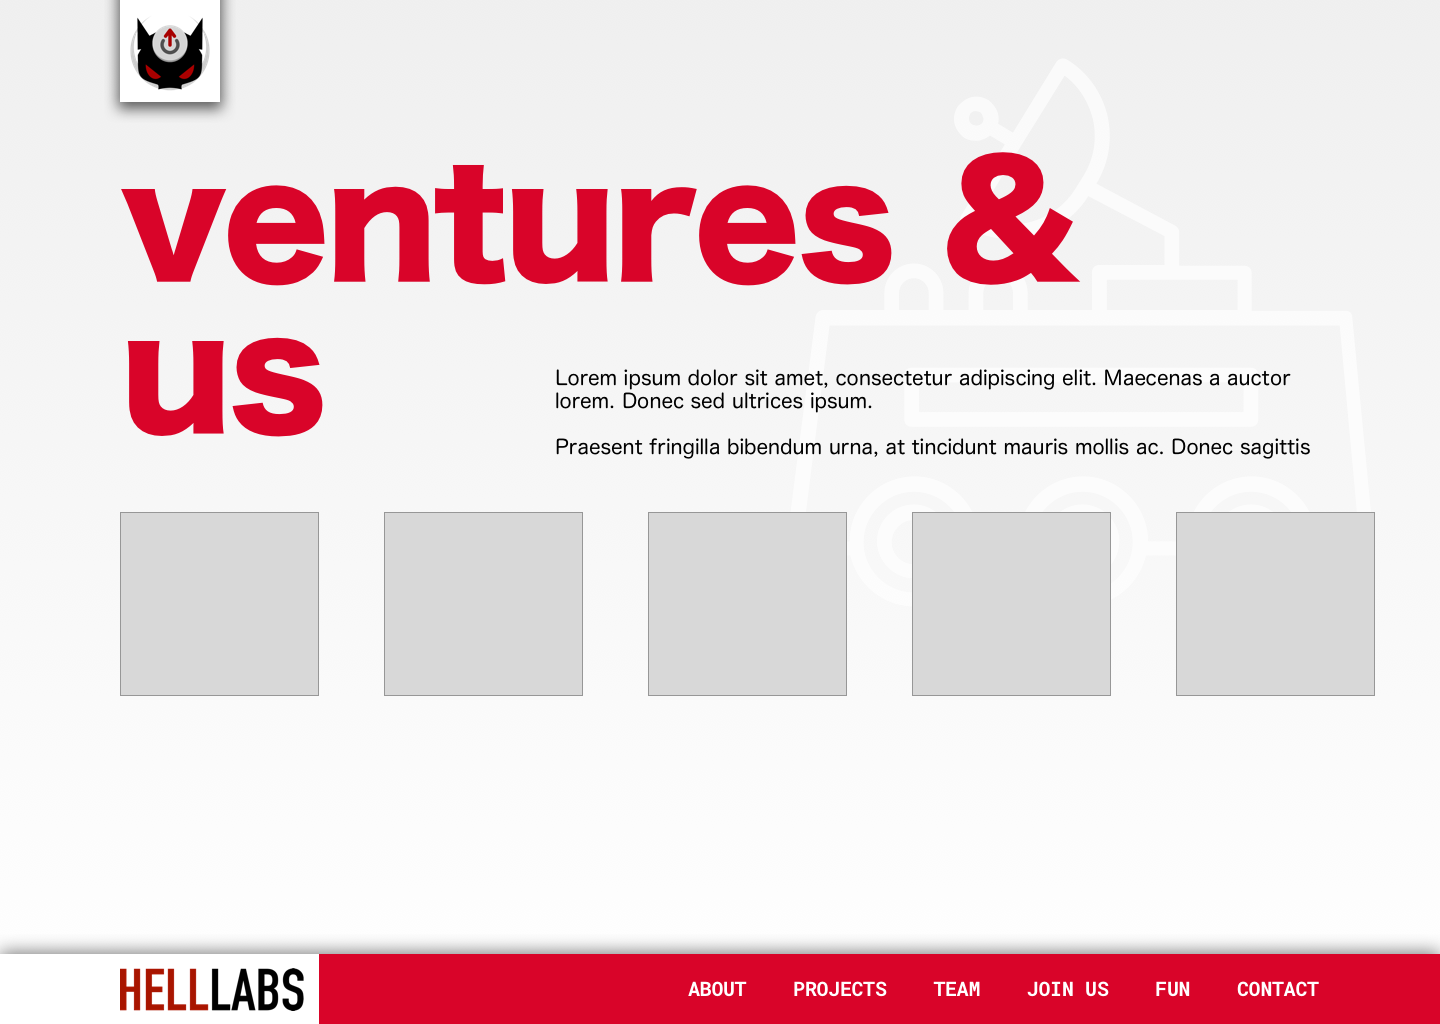 ventures &
us
Lorem ipsum dolor sit amet, consectetur adipiscing elit. Maecenas a auctor
lorem. Donec sed ultrices ipsum.
Praesent fringilla bibendum urna, at tincidunt mauris mollis ac. Donec sagittis
HELLLABS ABOUT PROJECTS TEAM JOIN US FUN CONTACT